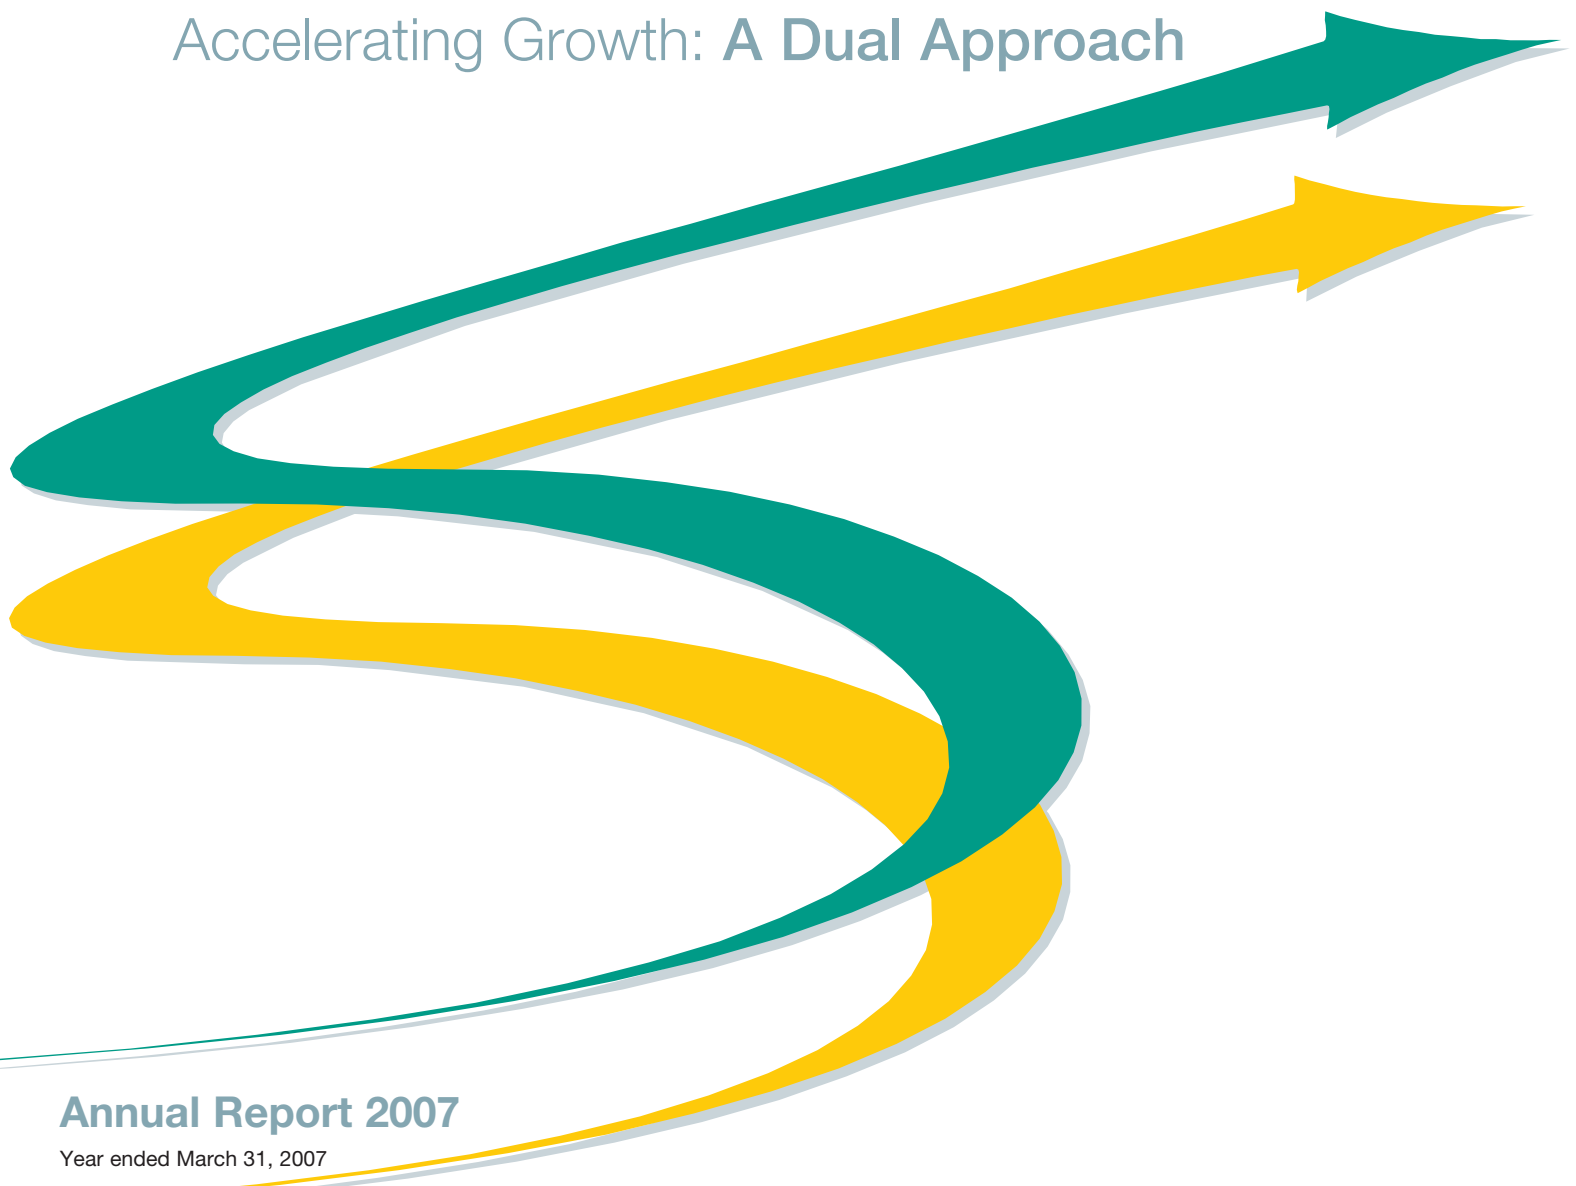 Accelerating Growth: A Dual Approach
Annual Report 2007
Year ended March 31, 2007